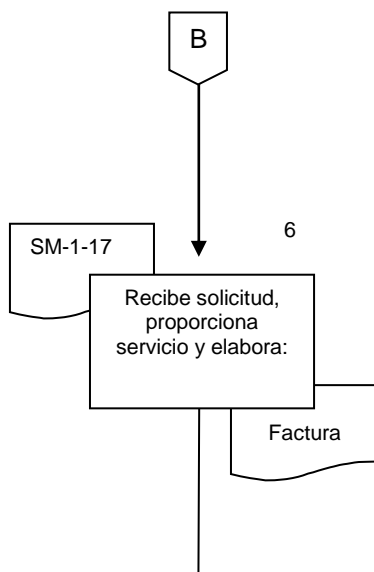 B
6
SM-1-17
Recibe solicitud,
proporciona
servicio y elabora:
Factura